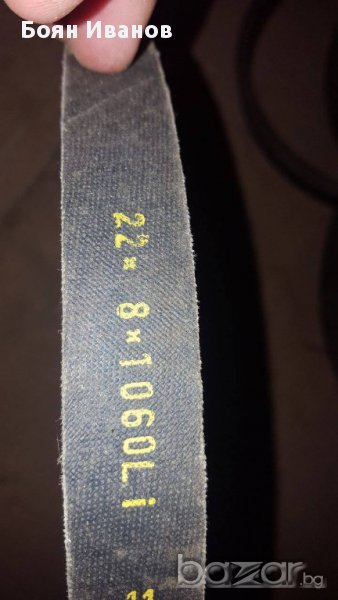 Боян Иванов
22× 8×1060Li
bazar.bg